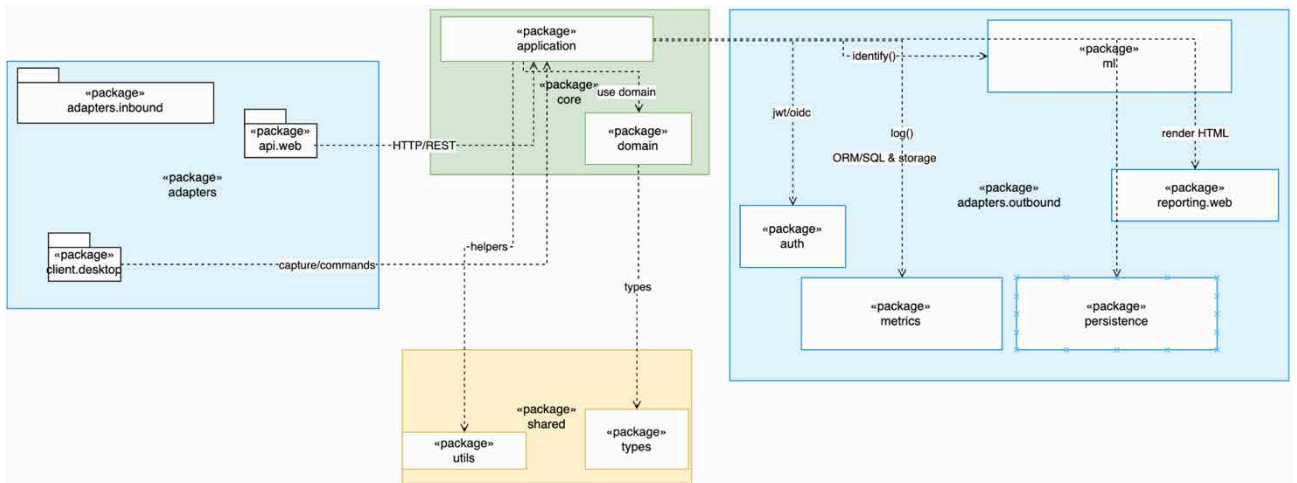 «package»
adapters.inbound
«package»
api.web
«package»
adapters
«package»
client.desktop
HTTP/REST
capture/commands
«package»
application
«package»
core
use domain
«package»
domain
helpers
types
«package»
shared
«package»
utils
«package»
types
identify()
«package»
ml
jwt/oidc
log()
ORM/SQL & storage
render HTML
«package»
adapters.outbound
«package»
reporting.web
«package»
auth
«package»
metrics
«package»
persistence